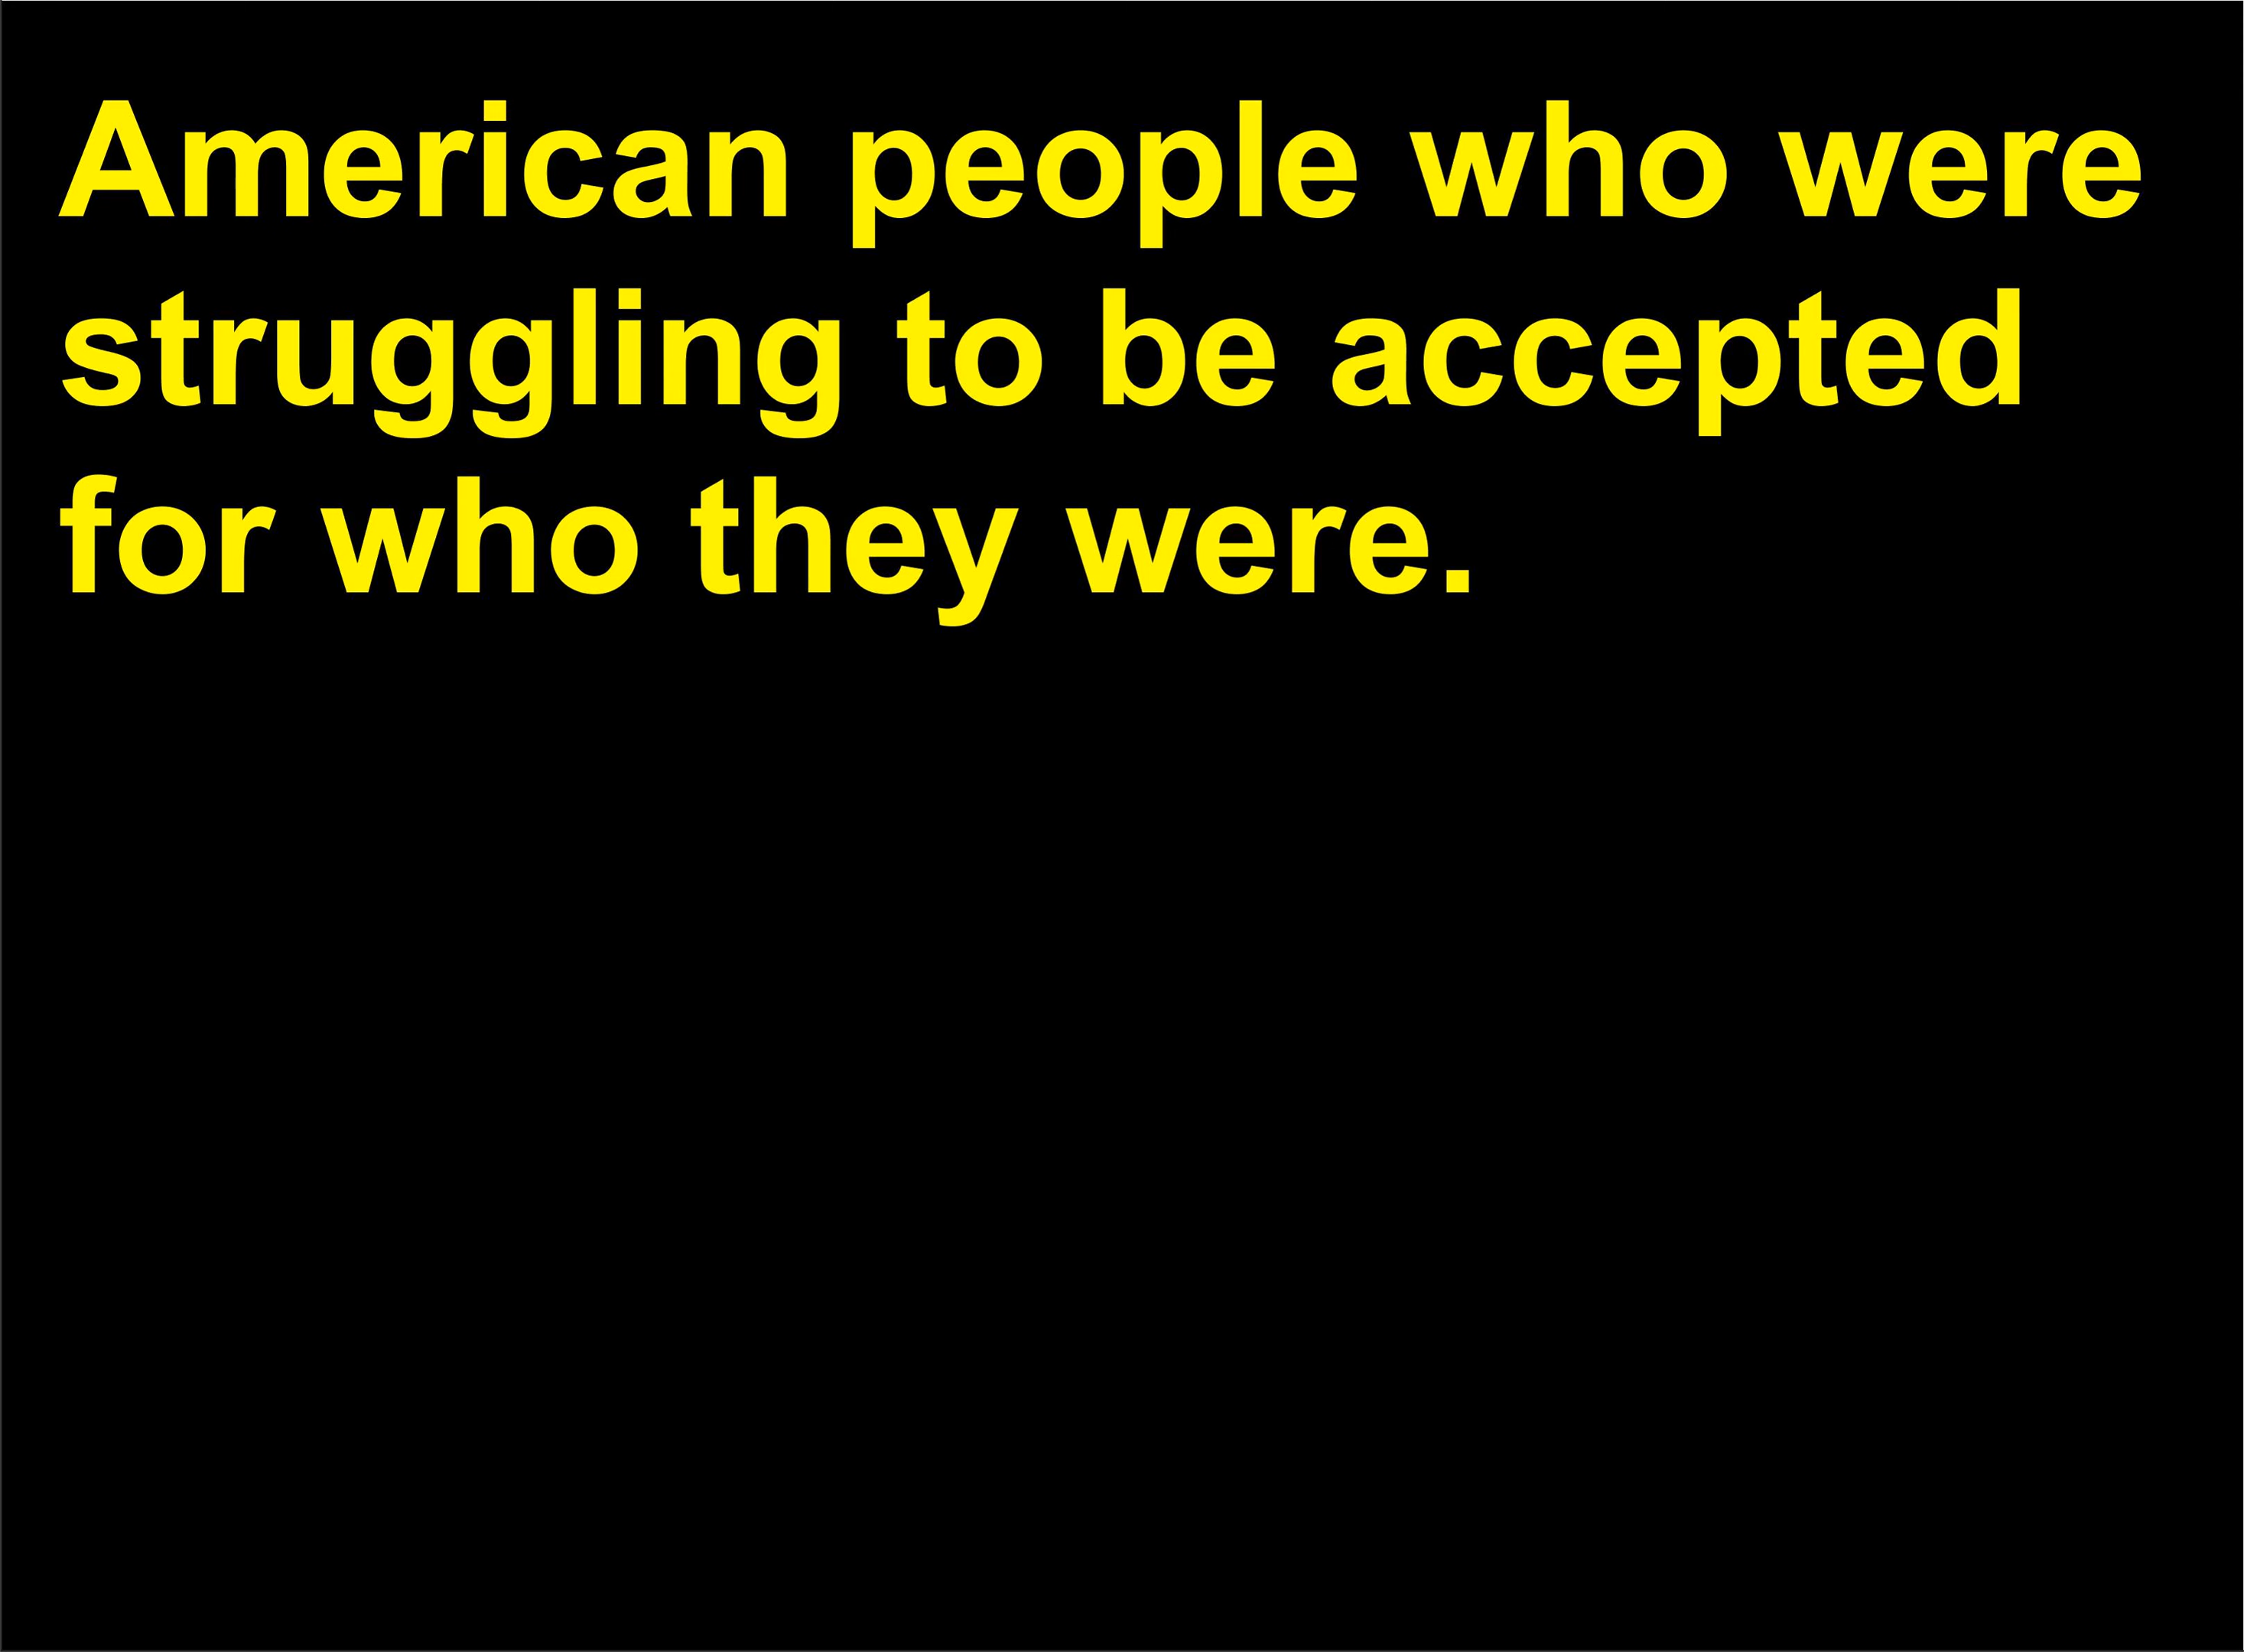 American people who were
struggling to be accepted
for who they were.